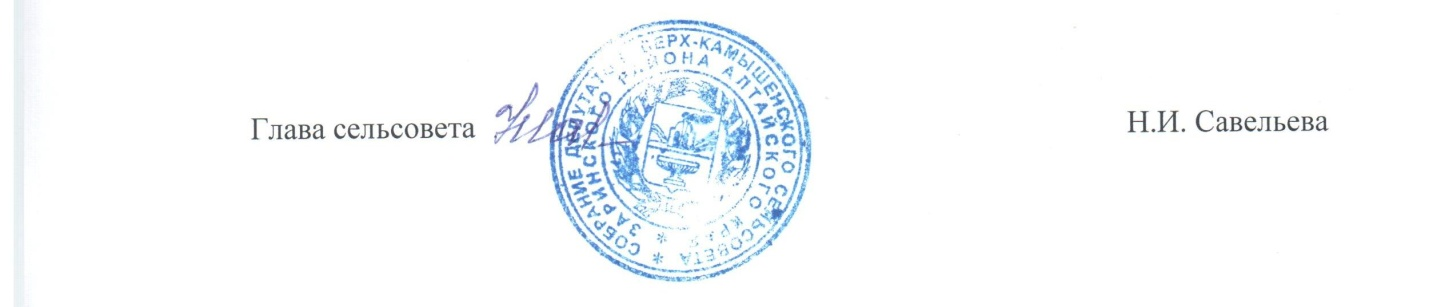 Глава сельсовета
Н.И. Савельева
СОБРАНИЕ ДЕПУТАТОВ ВЕРХ-КАМЫШЕНСКОГО СЕЛЬСОВЕТА *
ЗАРИНСКОГО РАЙОНА АЛТАЙСКОГО КРАЯ *